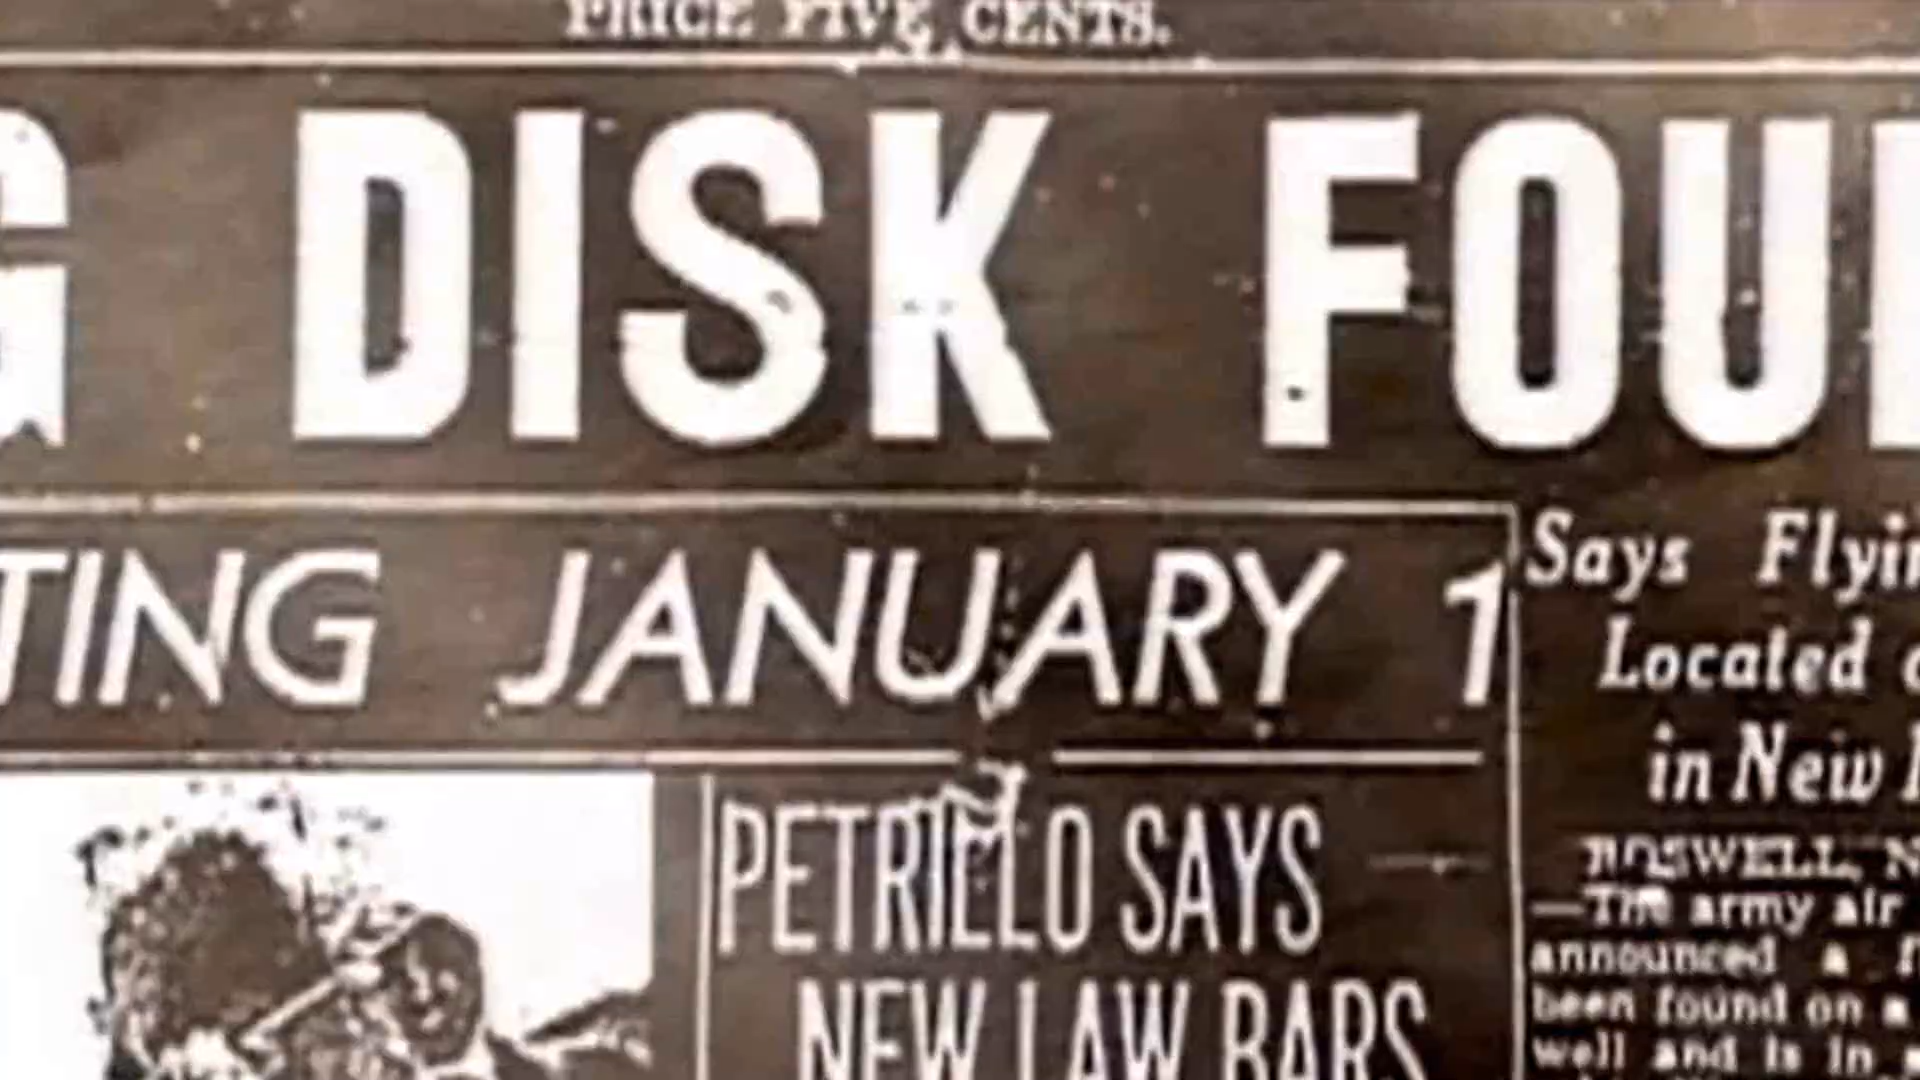 PRICE FIVE CENTS.
G DISK FOU
TING JANUARY 1
Says Flyin
Located
in New
PETRILLO SAYS
NEW LAW BARS
ROSWELL, N
—The army air
announced a
been found on a
well and is in